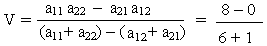 V = (a₁₁ a₂₂ − a₂₁ a₁₂) / ((a₁₁+ a₂₂) − (a₁₂+ a₂₁)) = (8 − 0) / (6 + 1)